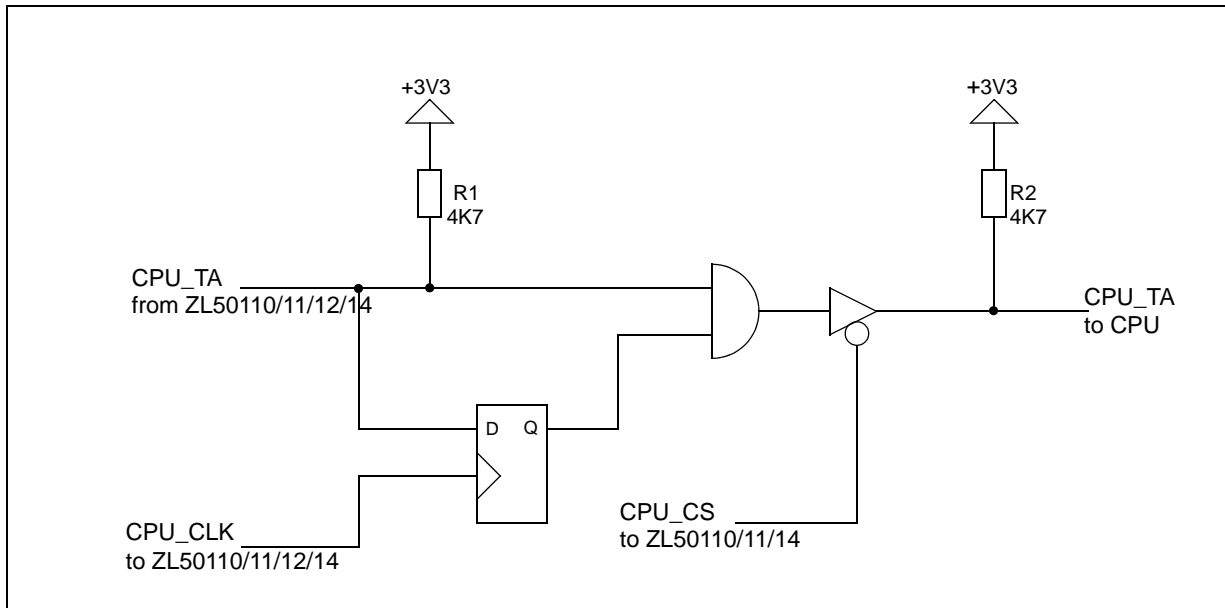 +3V3
+3V3
R1
4K7
R2
4K7
CPU_TA
from ZL50110/11/12/14
CPU_TA
to CPU
D Q
CPU_CLK
to ZL50110/11/12/14
CPU_CS
to ZL50110/11/14